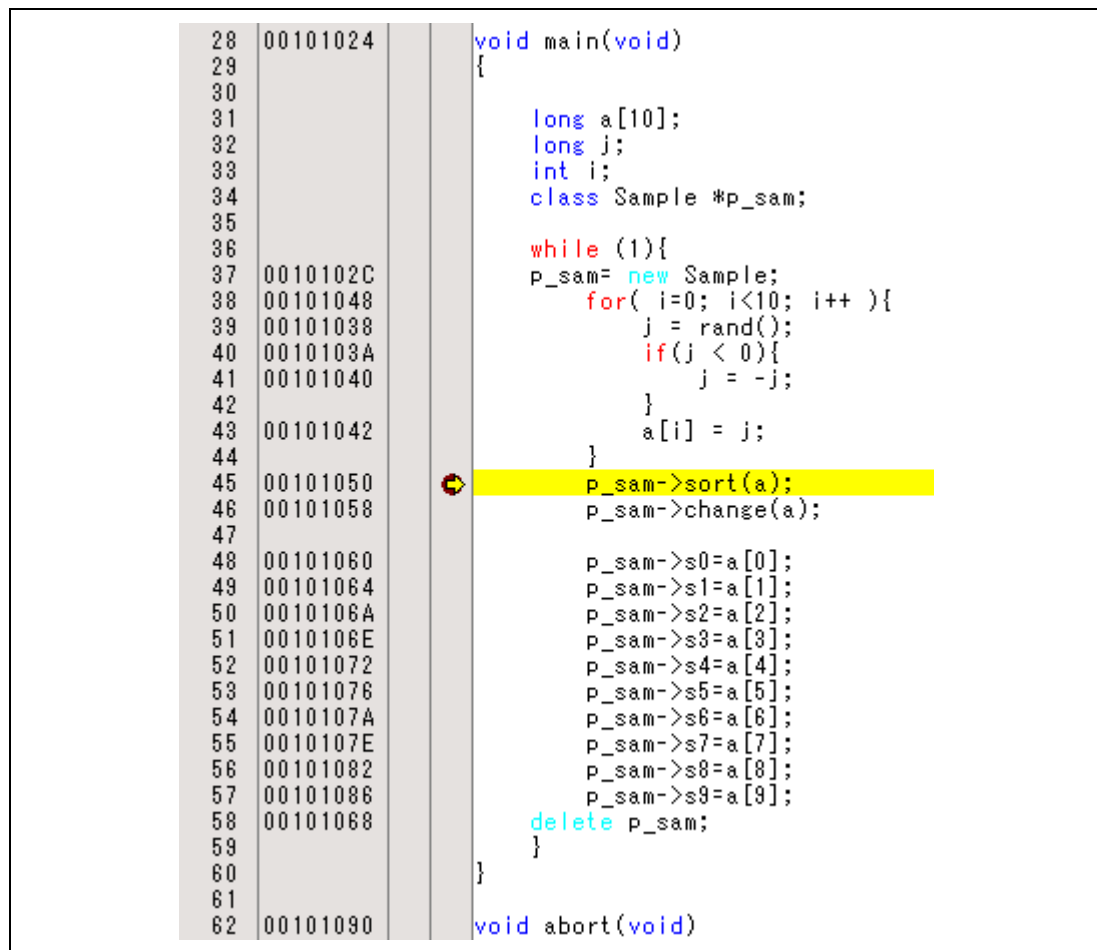 28 00101024 void main(void)
29 {
30
31 long a[10];
32 long j;
33 int i;
34 class Sample *p_sam;
35
36 while (1){
37 0010102C p_sam= new Sample;
38 00101048 for( i=0; i<10; i++ ){
39 00101038 j = rand();
40 0010103A if(j < 0){
41 00101040 j = -j;
42 }
43 00101042 a[i] = j;
44 }
45 00101050 p_sam->sort(a);
46 00101058 p_sam->change(a);
47
48 00101060 p_sam->s0=a[0];
49 00101064 p_sam->s1=a[1];
50 0010106A p_sam->s2=a[2];
51 0010106E p_sam->s3=a[3];
52 00101072 p_sam->s4=a[4];
53 00101076 p_sam->s5=a[5];
54 0010107A p_sam->s6=a[6];
55 0010107E p_sam->s7=a[7];
56 00101082 p_sam->s8=a[8];
57 00101086 p_sam->s9=a[9];
58 00101068 delete p_sam;
59 }
60 }
61
62 00101090 void abort(void)